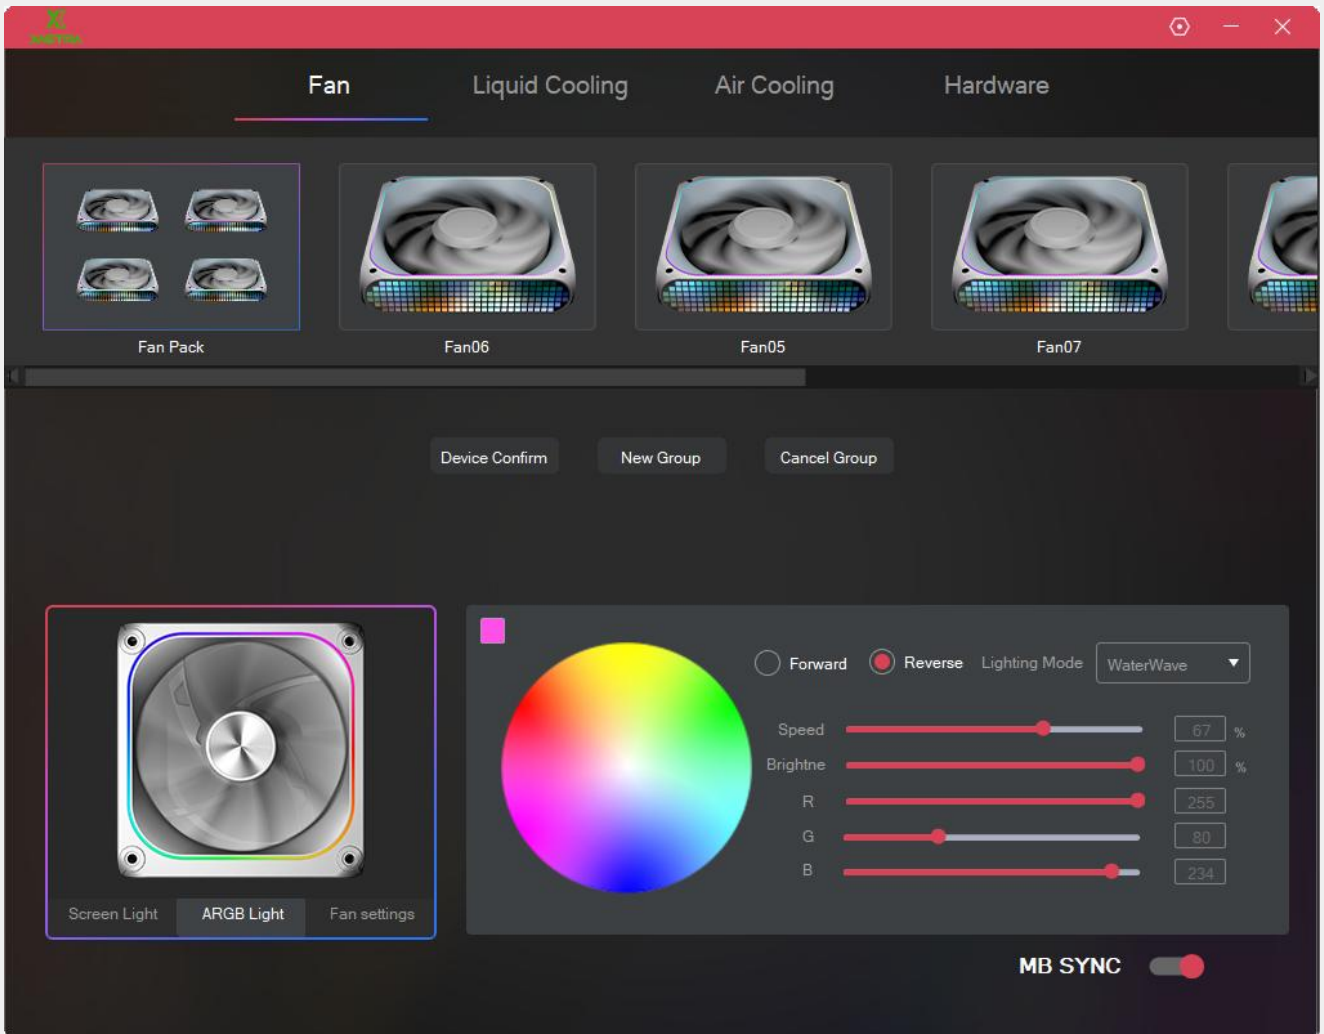 Fan Liquid Cooling Air Cooling Hardware
Fan Pack Fan06 Fan05 Fan07
Device Confirm New Group Cancel Group
Forward Reverse Lighting Mode WaterWave
Speed 67 %
Brightne 100 %
R 255
G 80
B 234
Screen Light ARGB Light Fan settings
MB SYNC